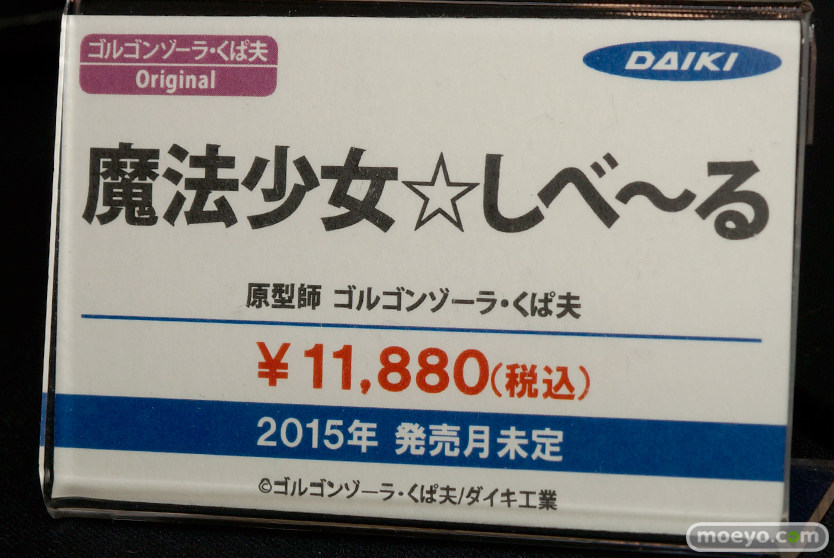 ゴルゴンゾーラ・くぱ夫
Original
DAIKI
魔法少女☆しべ〜る
原型師 ゴルゴンゾーラ・くぱ夫
¥11,880(税込)
2015年 発売月未定
©ゴルゴンゾーラ・くぱ夫/ダイキ工業
moeyo.com